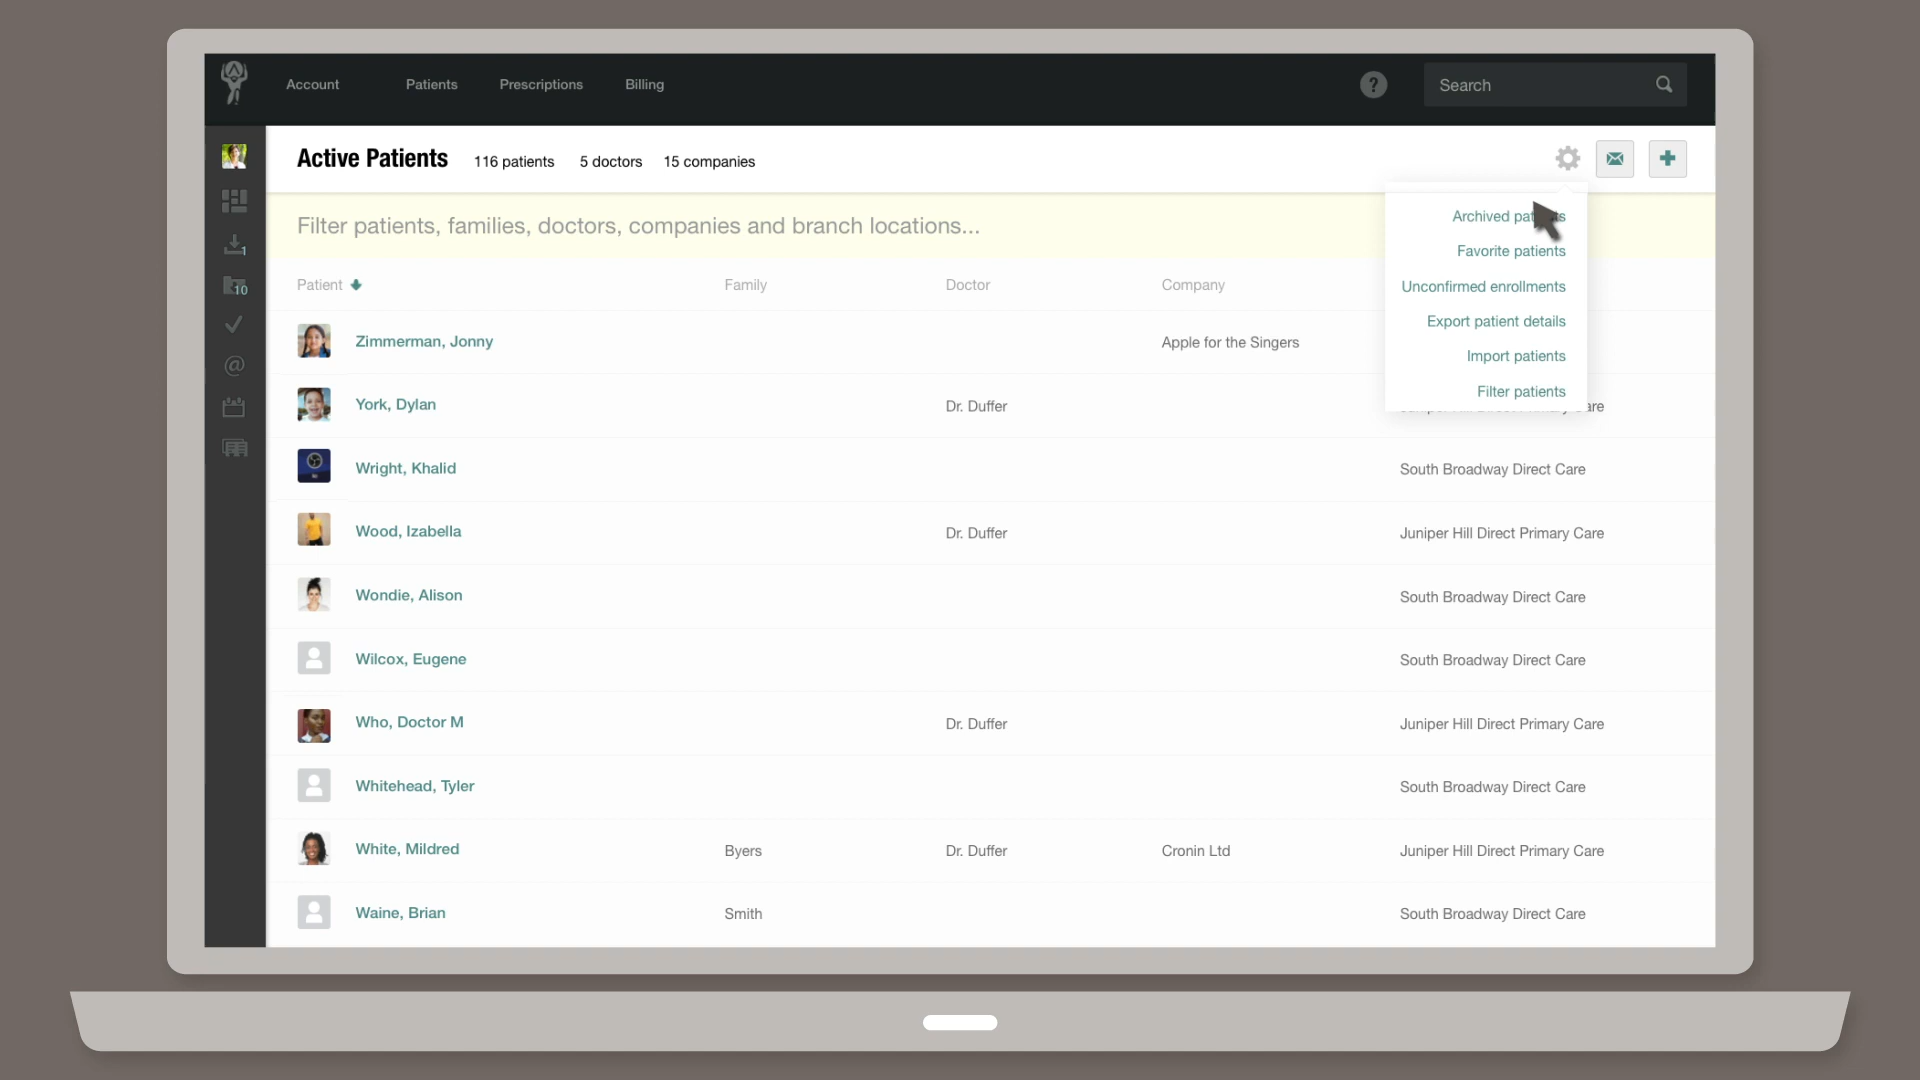 Account Patients Prescriptions Billing ? Search
Active Patients 116 patients 5 doctors 15 companies
Archived
Filter patients, families, doctors, companies and branch locations...
Favorite patients
Unconfirmed enrollments
Export patient details
Import patients
Filter patients
1
10
@
Patient Family Doctor Company
Zimmerman, Jonny Apple for the Singers
York, Dylan Dr. Duffer
Wright, Khalid South Broadway Direct Care
Wood, Izabella Dr. Duffer Juniper Hill Direct Primary Care
Wondie, Alison South Broadway Direct Care
Wilcox, Eugene South Broadway Direct Care
Who, Doctor M Dr. Duffer Juniper Hill Direct Primary Care
Whitehead, Tyler South Broadway Direct Care
White, Mildred Byers Dr. Duffer Cronin Ltd Juniper Hill Direct Primary Care
Waine, Brian Smith South Broadway Direct Care